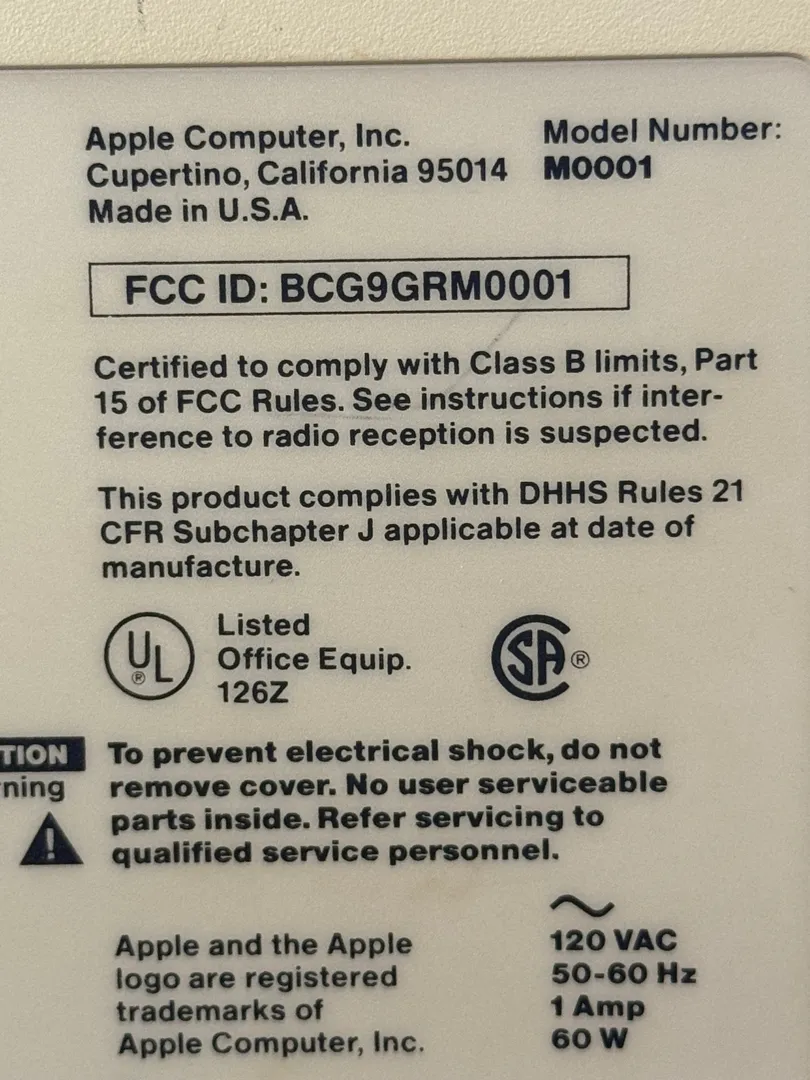 Apple Computer, Inc.
Cupertino, California 95014
Made in U.S.A.
Model Number:
M0001
FCC ID: BCG9GRM0001
Certified to comply with Class B limits, Part
15 of FCC Rules. See instructions if inter-
ference to radio reception is suspected.
This product complies with DHHS Rules 21
CFR Subchapter J applicable at date of
manufacture.
UL
®
Listed
Office Equip.
126Z
SA®
TION
ning
To prevent electrical shock, do not
remove cover. No user serviceable
parts inside. Refer servicing to
qualified service personnel.
!
Apple and the Apple
logo are registered
trademarks of
Apple Computer, Inc.
120 VAC
50-60 Hz
1 Amp
60 W